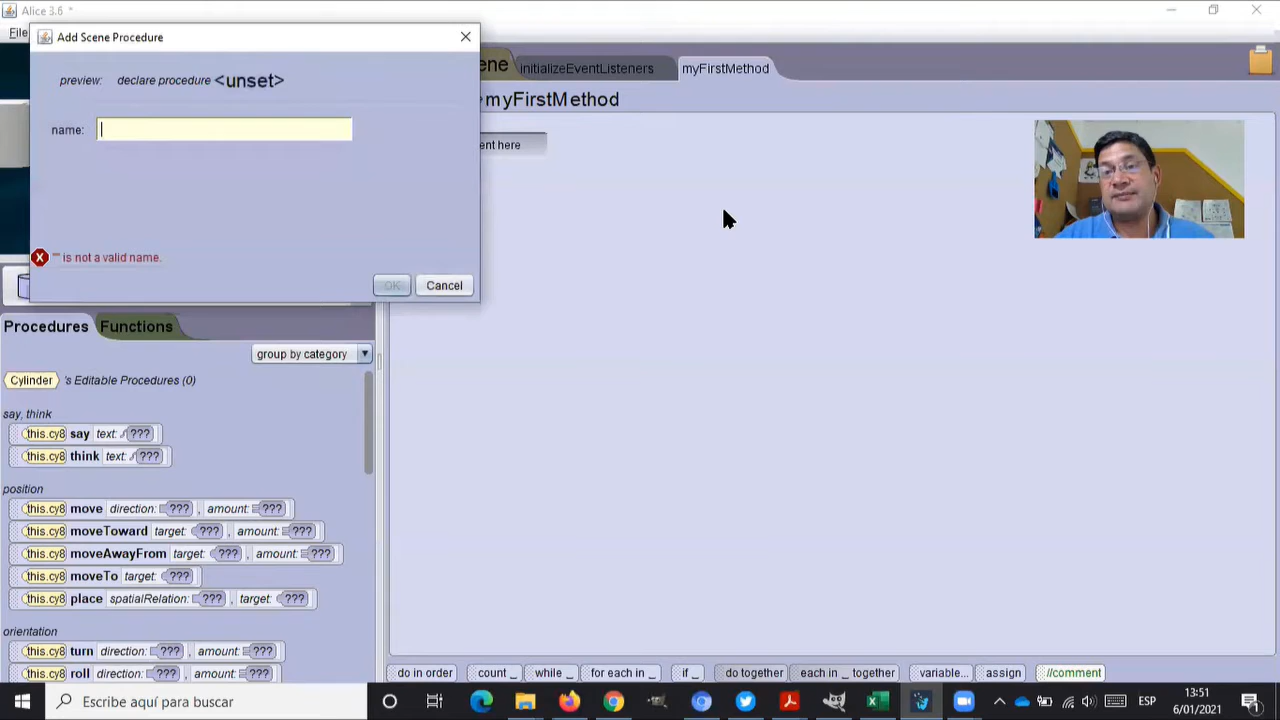 Alice 3.6 *
File
Add Scene Procedure
preview: declare procedure <unset>
name:
"" is not a valid name.
OK
Cancel
ene
initializeEventListeners
myFirstMethod
myFirstMethod
ent here
Procedures
Functions
group by category
Cylinder 's Editable Procedures (0)
say, think
this.cy8 say text: ???
this.cy8 think text: ???
position
this.cy8 move direction: ??? , amount: ???
this.cy8 moveToward target: ??? , amount: ???
this.cy8 moveAwayFrom target: ??? , amount: ???
this.cy8 moveTo target: ???
this.cy8 place spatialRelation: ??? , target: ???
orientation
this.cy8 turn direction: ??? , amount: ???
this.cy8 roll direction: ??? , amount: ???
do in order
count _
while _
for each in _
if _
do together
each in _ together
variable...
assign
//comment
Escribe aquí para buscar
ESP
13:51
6/01/2021